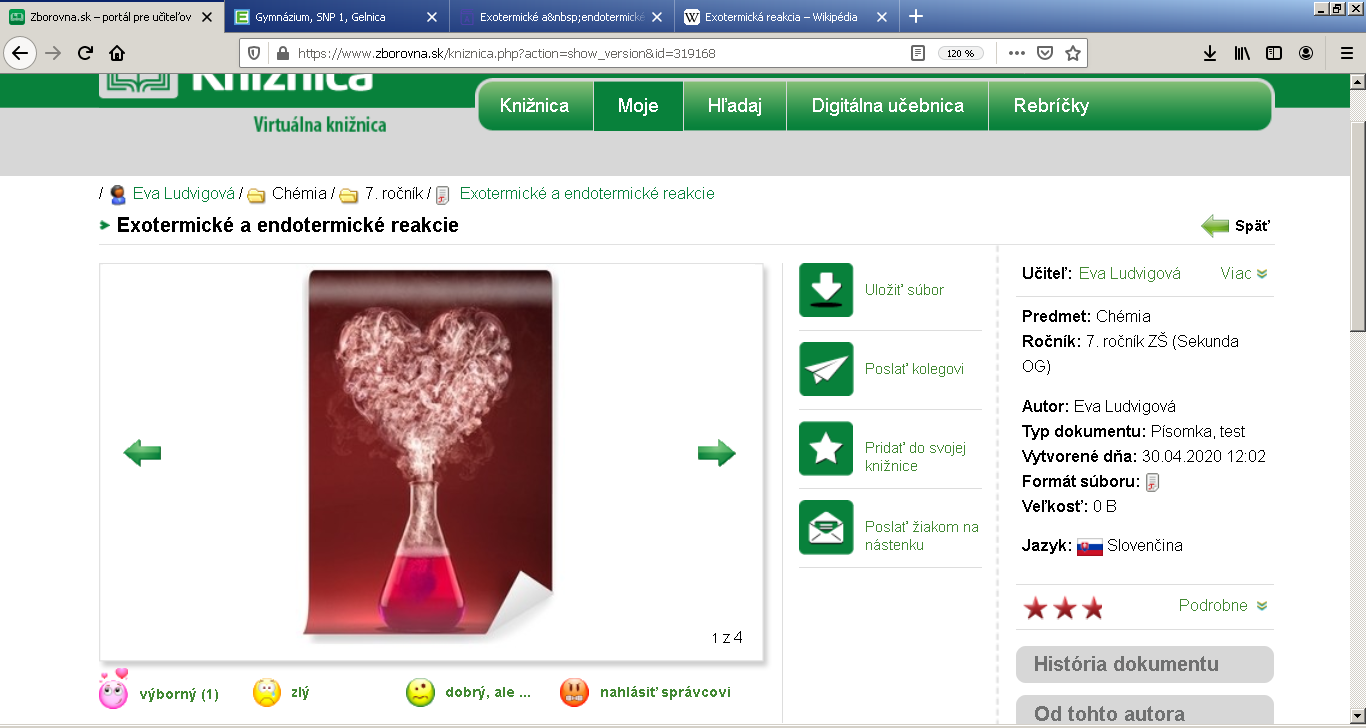 Zborovna.sk – portál pre učiteľov
Gymnázium, SNP 1, Gelnica
Exotermické a&nbsp;endotermické
Exotermická reakcia – Wikipédia
https://www.zborovna.sk/kniznica.php?action=show_version&id=319168
120 %
Knižnica
Virtuálna knižnica
Knižnica
Moje
Hľadaj
Digitálna učebnica
Rebríčky
/ Eva Ludvigová / Chémia / 7. ročník / Exotermické a endotermické reakcie
Exotermické a endotermické reakcie
Späť
1 z 4
výborný (1)
zlý
dobrý, ale ...
nahlásiť správcovi
Uložiť súbor
Poslať kolegovi
Pridať do svojej
knižnice
Poslať žiakom na
nástenku
Učiteľ: Eva Ludvigová
Viac
Predmet: Chémia
Ročník: 7. ročník ZŠ (Sekunda
OG)
Autor: Eva Ludvigová
Typ dokumentu: Písomka, test
Vytvorené dňa: 30.04.2020 12:02
Formát súboru:
Veľkosť: 0 B
Jazyk: Slovenčina
Podrobne
História dokumentu
Od tohto autora